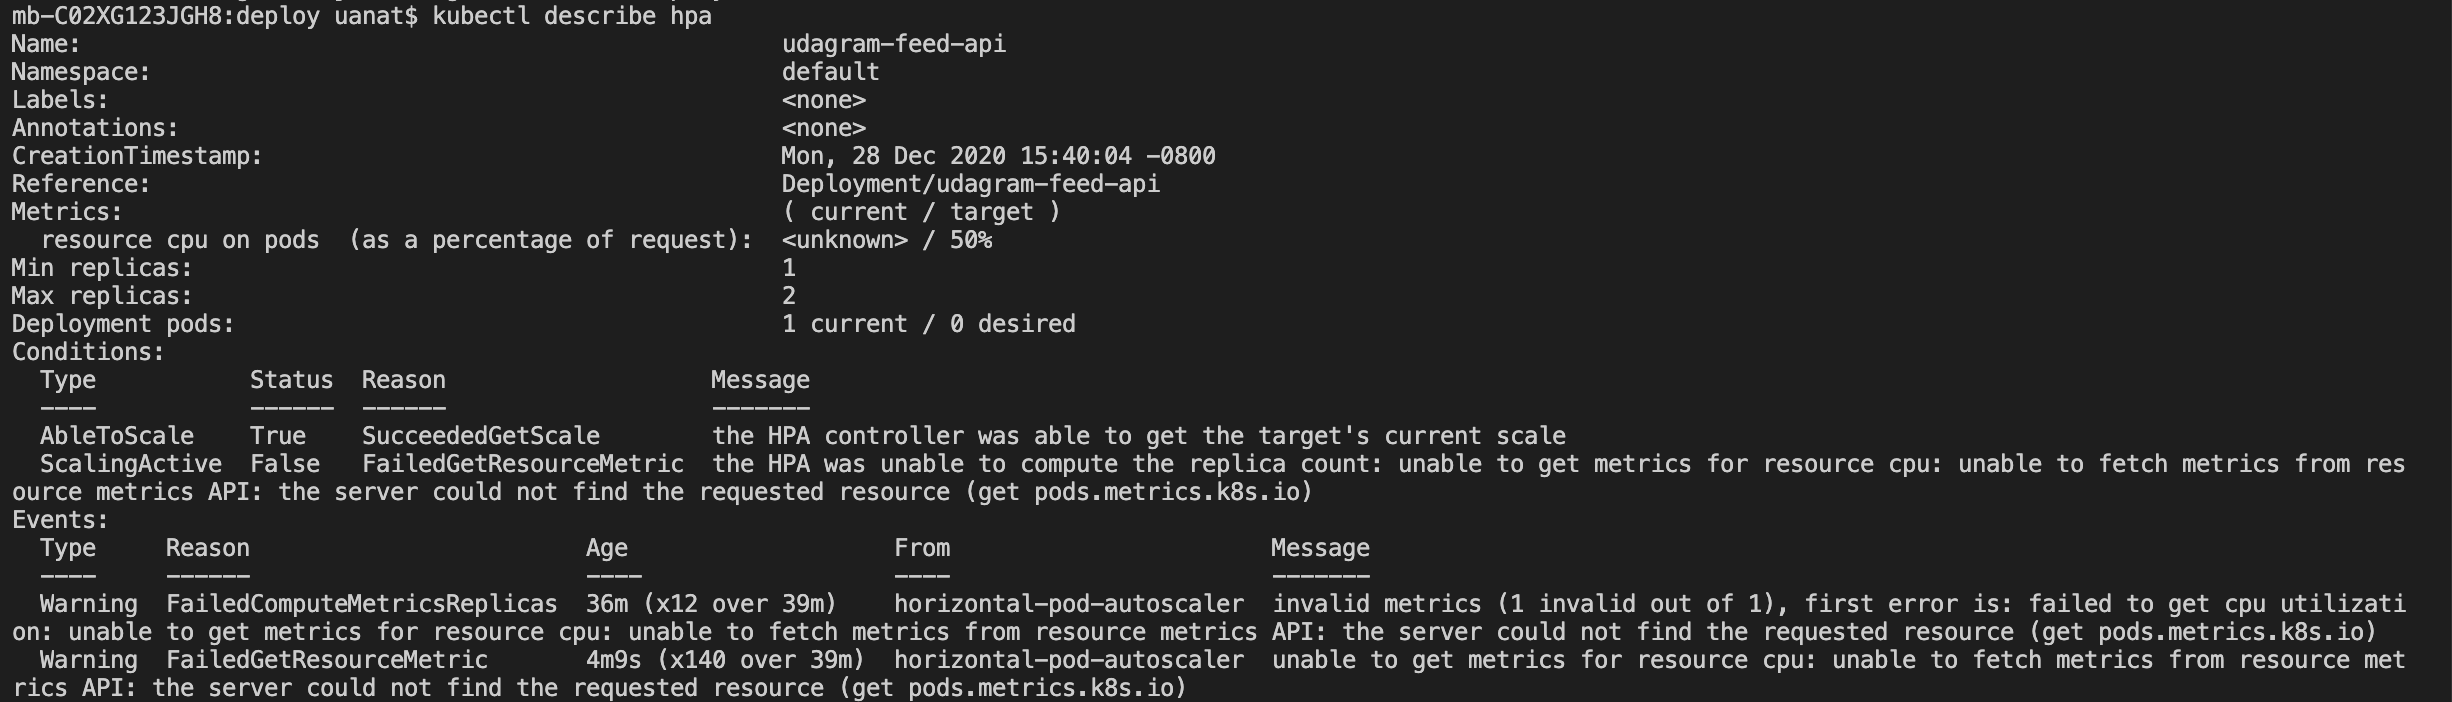 mb-C02XG123JGH8:deploy uanat$ kubectl describe hpa
Name:                                                  udagram-feed-api
Namespace:                                             default
Labels:                                                <none>
Annotations:                                           <none>
CreationTimestamp:                                     Mon, 28 Dec 2020 15:40:04 -0800
Reference:                                             Deployment/udagram-feed-api
Metrics:                                               ( current / target )
  resource cpu on pods  (as a percentage of request):  <unknown> / 50%
Min replicas:                                          1
Max replicas:                                          2
Deployment pods:                                       1 current / 0 desired
Conditions:
  Type           Status  Reason                   Message
  ----           ------  ------                   -------
  AbleToScale    True    SucceededGetScale        the HPA controller was able to get the target's current scale
  ScalingActive  False   FailedGetResourceMetric  the HPA was unable to compute the replica count: unable to get metrics for resource cpu: unable to fetch metrics from res
ource metrics API: the server could not find the requested resource (get pods.metrics.k8s.io)
Events:
  Type     Reason                        Age                   From                       Message
  ----     ------                        ----                  ----                       -------
  Warning  FailedComputeMetricsReplicas  36m (x12 over 39m)    horizontal-pod-autoscaler  invalid metrics (1 invalid out of 1), first error is: failed to get cpu utilizati
on: unable to get metrics for resource cpu: unable to fetch metrics from resource metrics API: the server could not find the requested resource (get pods.metrics.k8s.io)
  Warning  FailedGetResourceMetric       4m9s (x140 over 39m)  horizontal-pod-autoscaler  unable to get metrics for resource cpu: unable to fetch metrics from resource met
rics API: the server could not find the requested resource (get pods.metrics.k8s.io)